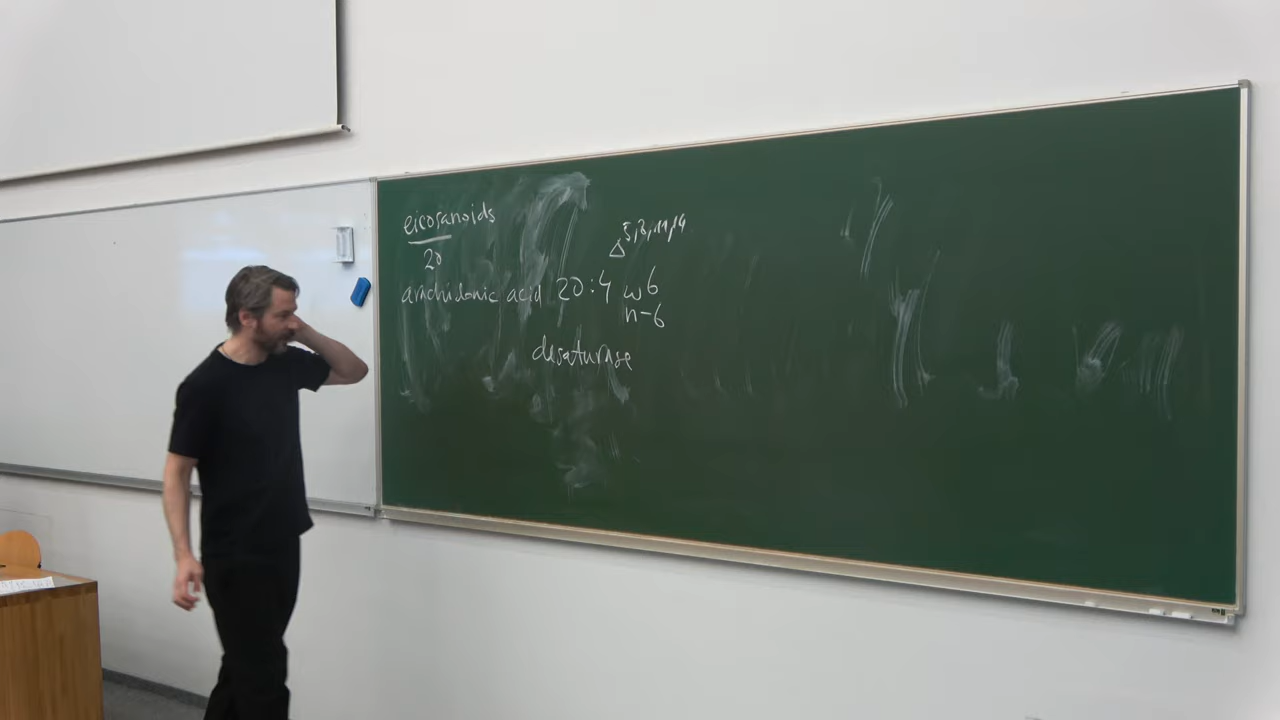 eicosanoids
20
Δ5,8,11,14
arachidonic acid 20:4 ω6
n-6
desaturase